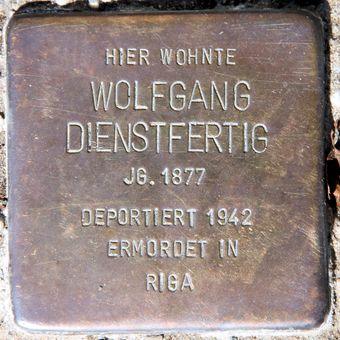 HIER WOHNTE
WOLFGANG
DIENSTFERTIG
JG. 1877
DEPORTIERT 1942
ERMORDET IN
RIGA